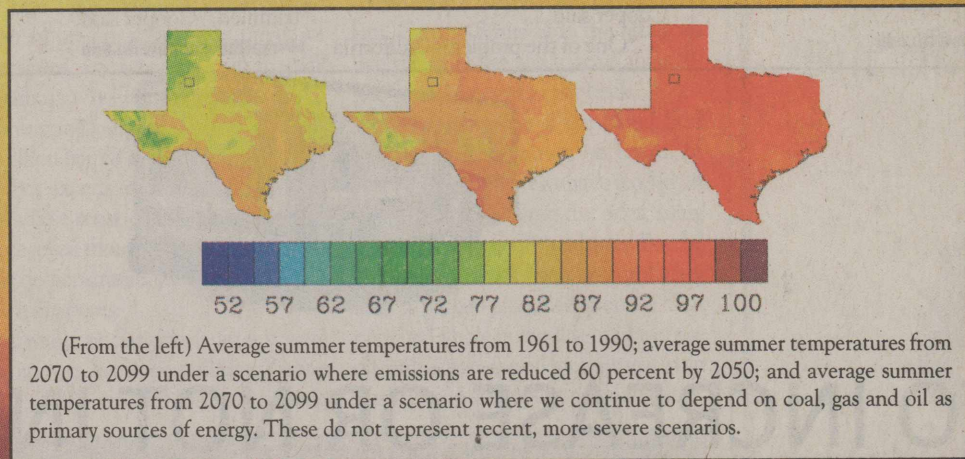 52 57 62 67 72 77 82 87 92 97 100
(From the left) Average summer temperatures from 1961 to 1990; average summer temperatures from
2070 to 2099 under a scenario where emissions are reduced 60 percent by 2050; and average summer
temperatures from 2070 to 2099 under a scenario where we continue to depend on coal, gas and oil as
primary sources of energy. These do not represent recent, more severe scenarios.